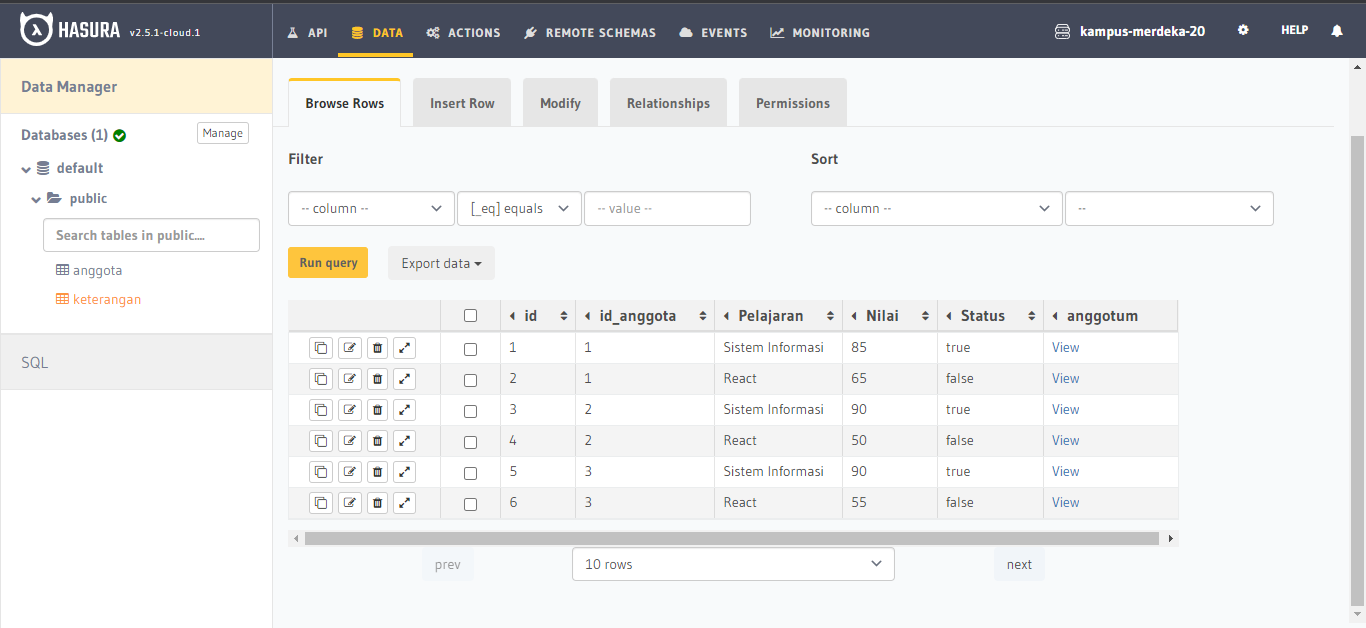 HASURA v2.5.1-cloud.1 API DATA ACTIONS REMOTE SCHEMAS EVENTS MONITORING kampus-merdeka-20 HELP
Data Manager
Databases (1) Manage
default
public
Search tables in public....
anggota
keterangan
SQL
Browse Rows Insert Row Modify Relationships Permissions
Filter Sort
-- column -- [_eq] equals -- value -- -- column -- --
Run query Export data
id id_anggota Pelajaran Nilai Status anggotum
1 1 Sistem Informasi 85 true View
2 1 React 65 false View
3 2 Sistem Informasi 90 true View
4 2 React 50 false View
5 3 Sistem Informasi 90 true View
6 3 React 55 false View
prev 10 rows next